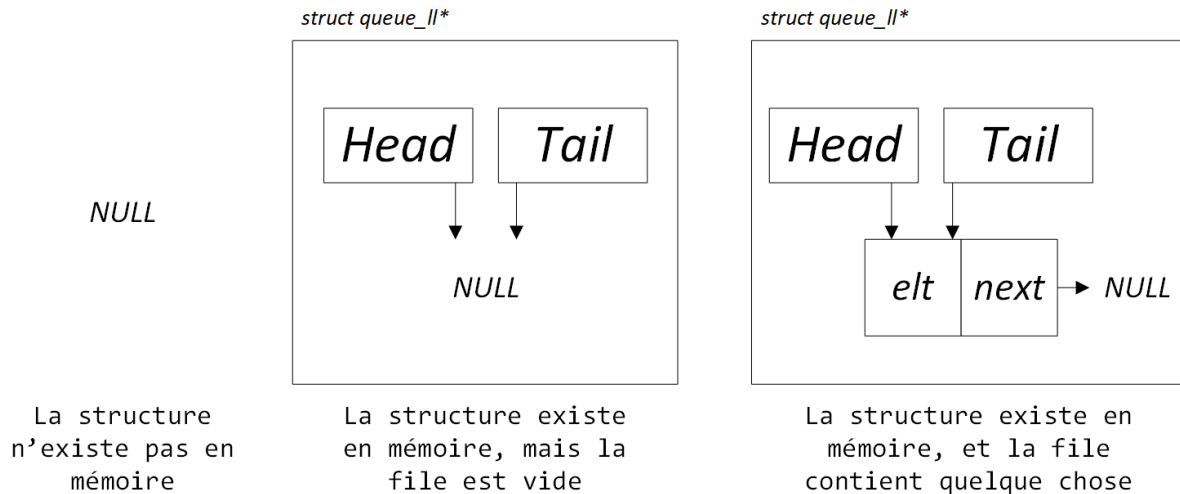 NULL
La structure
n'existe pas en
mémoire
struct queue_ll*
Head
Tail
NULL
La structure existe
en mémoire, mais la
file est vide
struct queue_ll*
Head
Tail
elt
next
NULL
La structure existe en
mémoire, et la file
contient quelque chose